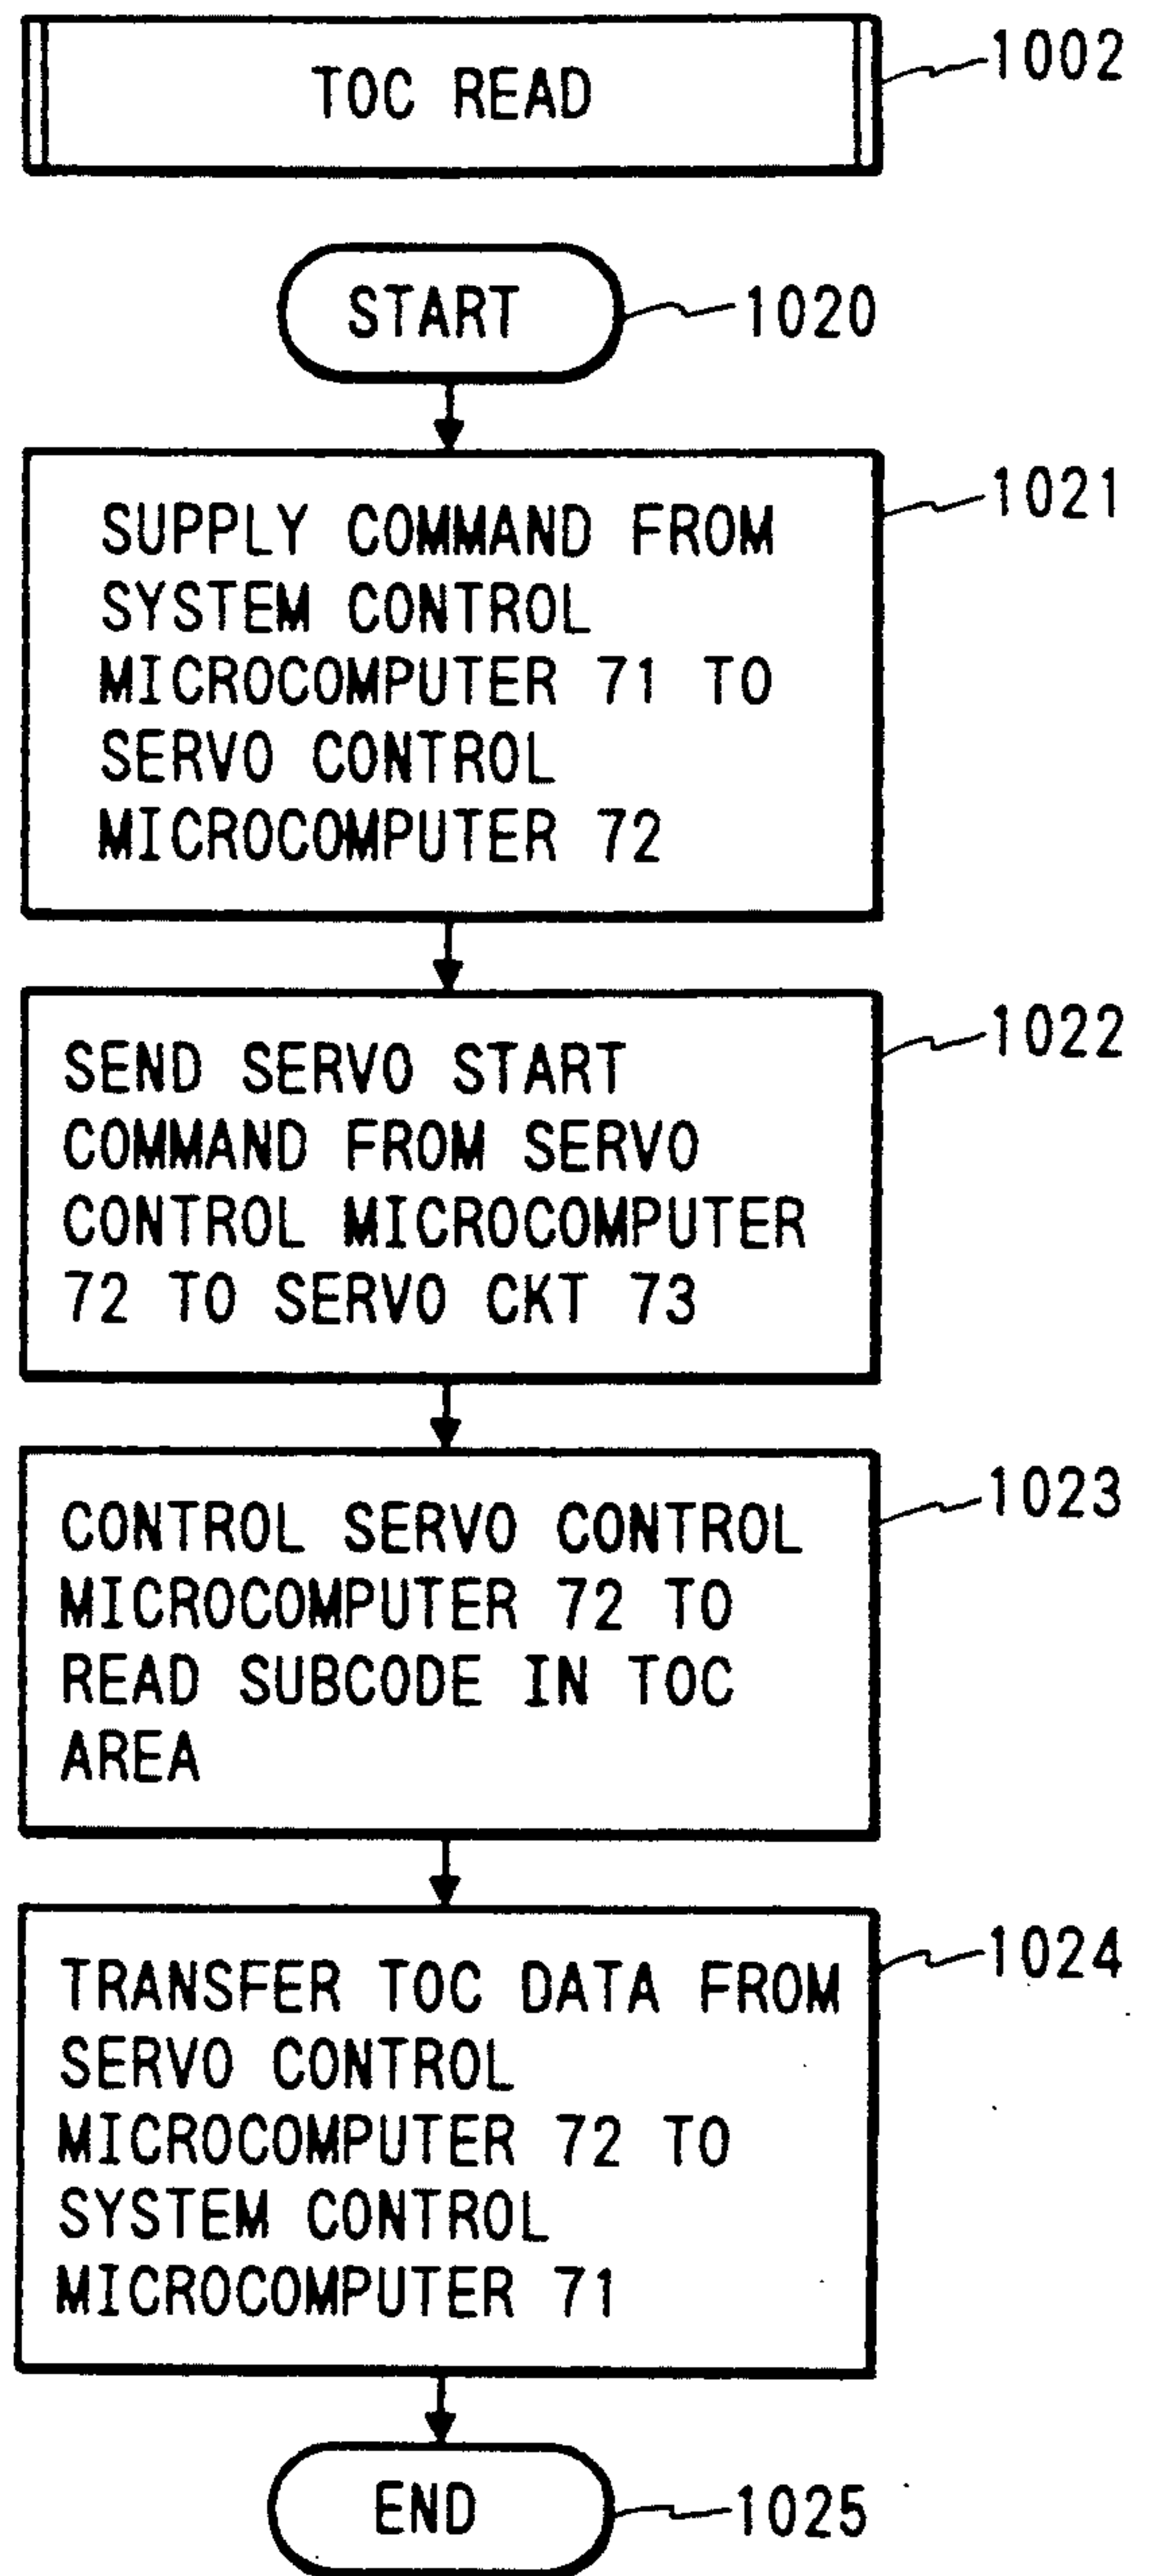 TOC READ
1002
START
1020
SUPPLY COMMAND FROM
SYSTEM CONTROL
MICROCOMPUTER 71 TO
SERVO CONTROL
MICROCOMPUTER 72
1021
SEND SERVO START
COMMAND FROM SERVO
CONTROL MICROCOMPUTER
72 TO SERVO CKT 73
1022
CONTROL SERVO CONTROL
MICROCOMPUTER 72 TO
READ SUBCODE IN TOC
AREA
1023
TRANSFER TOC DATA FROM
SERVO CONTROL
MICROCOMPUTER 72 TO
SYSTEM CONTROL
MICROCOMPUTER 71
1024
END
1025